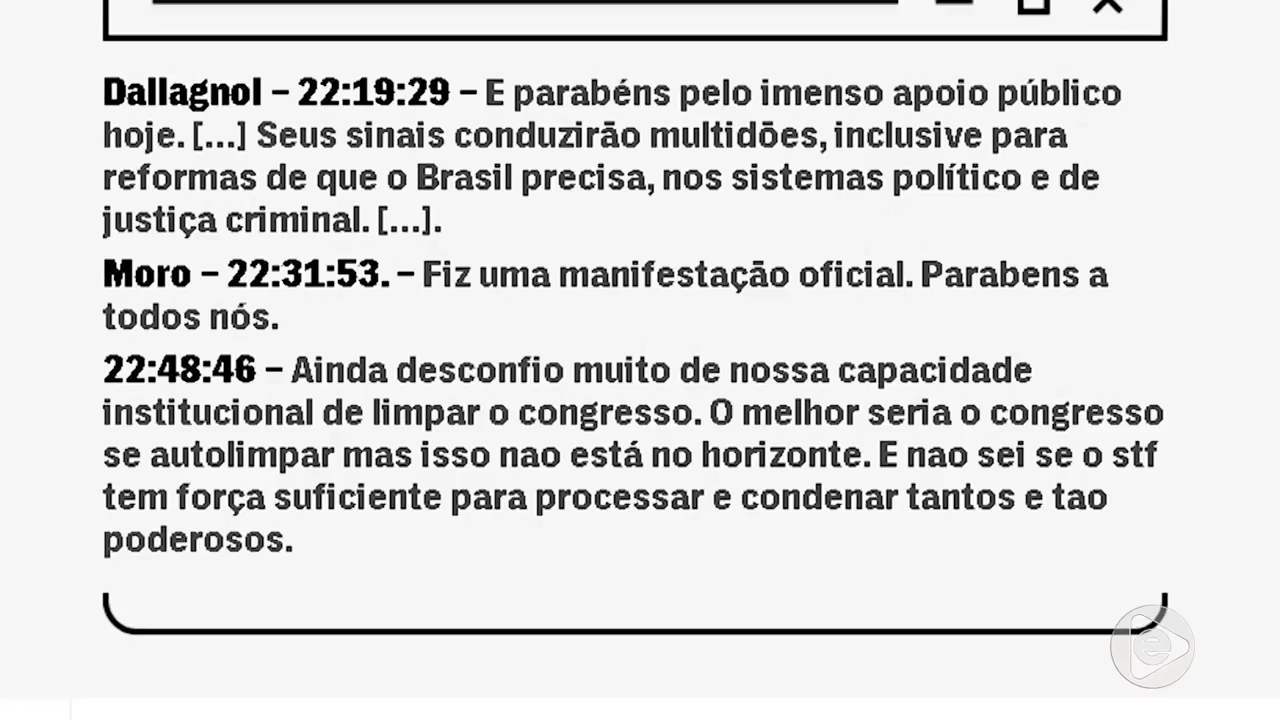 Dallagnol – 22:19:29 – E parabéns pelo imenso apoio público
hoje. [...] Seus sinais conduzirão multidões, inclusive para
reformas de que o Brasil precisa, nos sistemas político e de
justiça criminal. [...].
Moro – 22:31:53. – Fiz uma manifestação oficial. Parabens a
todos nós.
22:48:46 – Ainda desconfio muito de nossa capacidade
institucional de limpar o congresso. O melhor seria o congresso
se autolimpar mas isso nao está no horizonte. E nao sei se o stf
tem força suficiente para processar e condenar tantos e tao
poderosos.
e